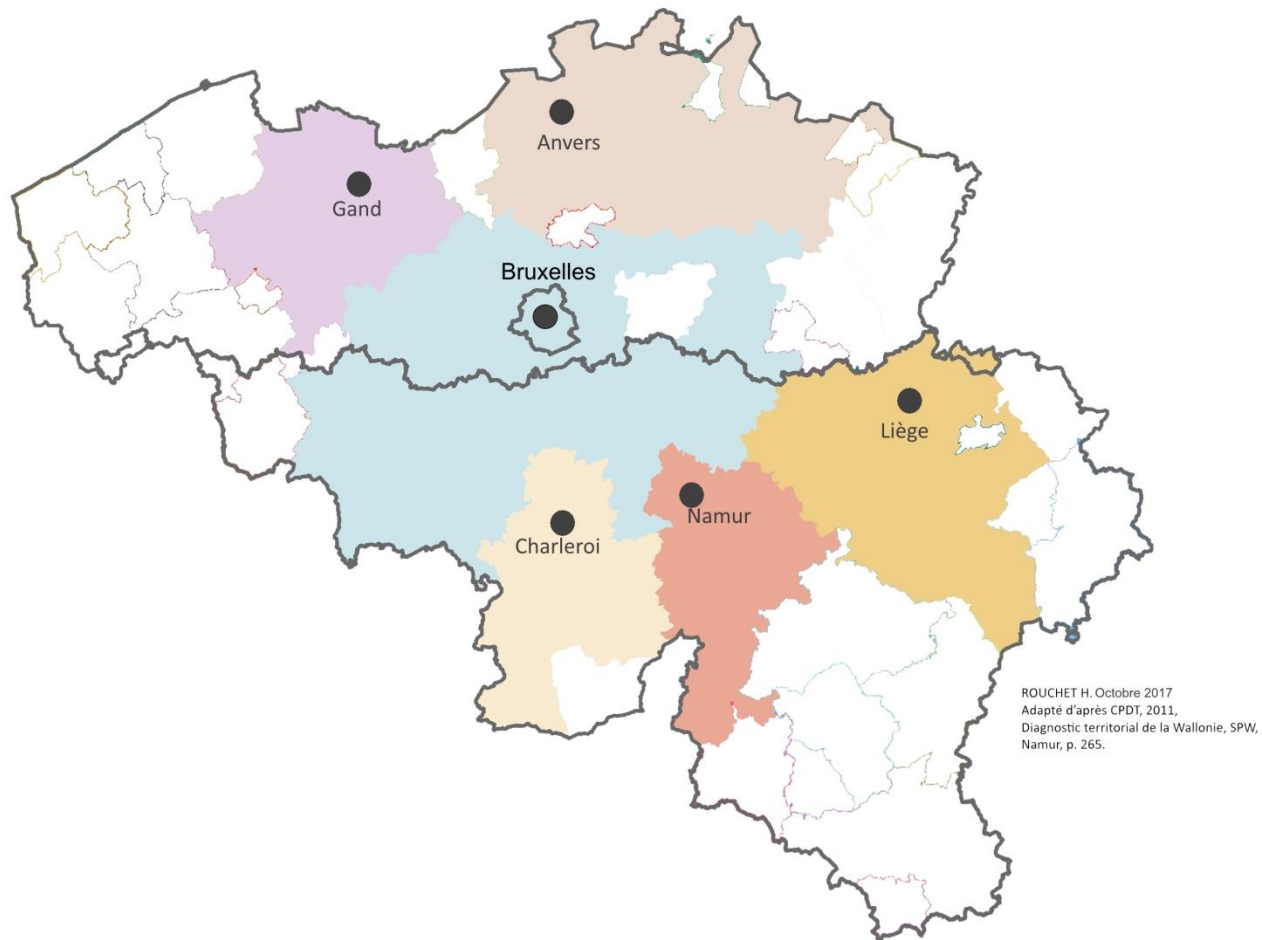 Anvers
Gand
Bruxelles
Liège
Namur
Charleroi
ROUCHET H. Octobre 2017
Adapté d'après CPDT, 2011,
Diagnostic territorial de la Wallonie, SPW,
Namur, p. 265.